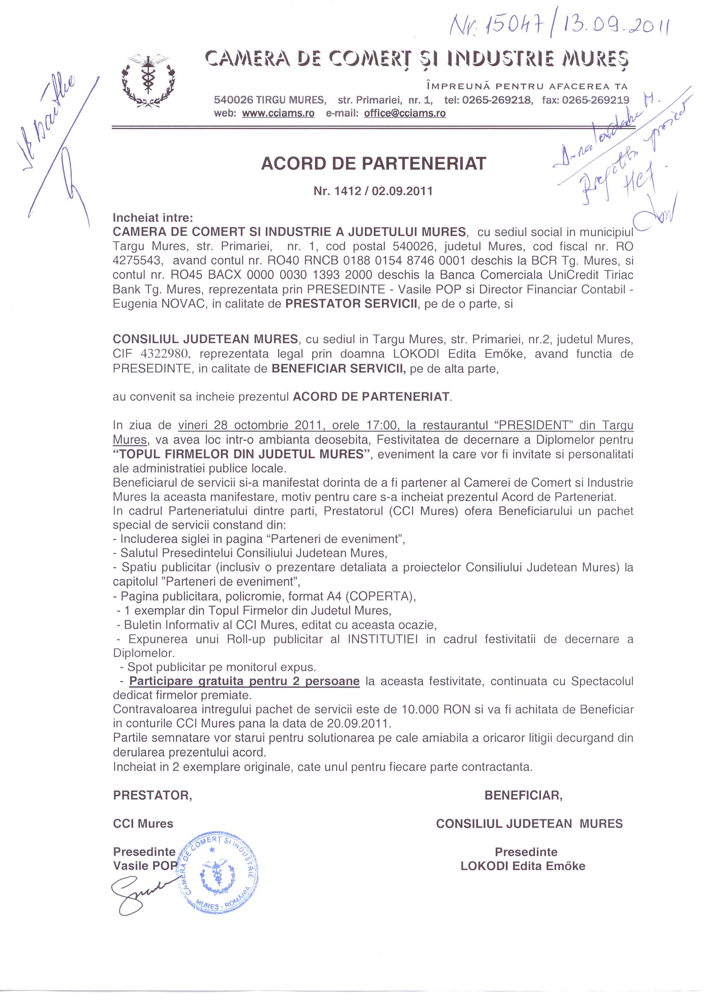 Nr. 15047/13.09.2011
CAMERA DE COMERȚ ȘI INDUSTRIE MUREȘ
ÎMPREUNĂ PENTRU AFACEREA TA
540026 TIRGU MURES, str. Primariei, nr. 1, tel: 0265-269218, fax: 0265-269219
web: www.cciams.ro e-mail: office@cciams.ro
D-na Iordache M.
proiect
HCJ
ACORD DE PARTENERIAT
Nr. 1412 / 02.09.2011
Incheiat intre:
CAMERA DE COMERT SI INDUSTRIE A JUDETULUI MURES, cu sediul social in municipiul
Targu Mures, str. Primariei, nr. 1, cod postal 540026, judetul Mures, cod fiscal nr. RO
4275543, avand contul nr. RO40 RNCB 0188 0154 8746 0001 deschis la BCR Tg. Mures, si
contul nr. RO45 BACX 0000 0030 1393 2000 deschis la Banca Comerciala UniCredit Tiriac
Bank Tg. Mures, reprezentata prin PRESEDINTE - Vasile POP si Director Financiar Contabil -
Eugenia NOVAC, in calitate de PRESTATOR SERVICII, pe de o parte, si
CONSILIUL JUDETEAN MURES, cu sediul in Targu Mures, str. Primariei, nr.2, judetul Mures,
CIF 4322980, reprezentata legal prin doamna LOKODI Edita Emőke, avand functia de
PRESEDINTE, in calitate de BENEFICIAR SERVICII, pe de alta parte,
au convenit sa incheie prezentul ACORD DE PARTENERIAT.
In ziua de vineri 28 octombrie 2011, orele 17:00, la restaurantul “PRESIDENT” din Targu
Mures, va avea loc intr-o ambianta deosebita, Festivitatea de decernare a Diplomelor pentru
“TOPUL FIRMELOR DIN JUDETUL MURES”, eveniment la care vor fi invitate si personalitati
ale administratiei publice locale.
Beneficiarul de servicii si-a manifestat dorinta de a fi partener al Camerei de Comert si Industrie
Mures la aceasta manifestare, motiv pentru care s-a incheiat prezentul Acord de Parteneriat.
In cadrul Parteneriatului dintre parti, Prestatorul (CCI Mures) ofera Beneficiarului un pachet
special de servicii constand din:
- Includerea siglei in pagina “Parteneri de eveniment”,
- Salutul Presedintelui Consiliului Judetean Mures,
- Spatiu publicitar (inclusiv o prezentare detaliata a proiectelor Consiliului Judetean Mures) la
capitolul ”Parteneri de eveniment”,
- Pagina publicitara, policromie, format A4 (COPERTA),
- 1 exemplar din Topul Firmelor din Judetul Mures,
- Buletin Informativ al CCI Mures, editat cu aceasta ocazie,
- Expunerea unui Roll-up publicitar al INSTITUTIEI in cadrul festivitatii de decernare a
Diplomelor.
- Spot publicitar pe monitorul expus.
- Participare gratuita pentru 2 persoane la aceasta festivitate, continuata cu Spectacolul
dedicat firmelor premiate.
Contravaloarea intregului pachet de servicii este de 10.000 RON si va fi achitata de Beneficiar
in conturile CCI Mures pana la data de 20.09.2011.
Partile semnatare vor starui pentru solutionarea pe cale amiabila a oricaror litigii decurgand din
derularea prezentului acord.
Incheiat in 2 exemplare originale, cate unul pentru fiecare parte contractanta.
PRESTATOR, BENEFICIAR,
CCI Mures CONSILIUL JUDETEAN MURES
Presedinte Presedinte
Vasile POP LOKODI Edita Emőke
CAMERA DE COMERȚ ȘI INDUSTRIE
MUREȘ - ROMÂNIA